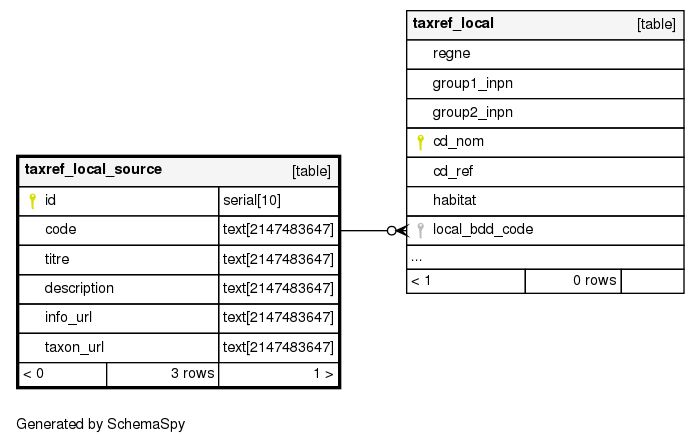 taxref_local [table]
regne
group1_inpn
group2_inpn
cd_nom
cd_ref
habitat
local_bdd_code
...
< 1 0 rows
taxref_local_source [table]
id serial[10]
code text[2147483647]
titre text[2147483647]
description text[2147483647]
info_url text[2147483647]
taxon_url text[2147483647]
< 0 3 rows 1 >
Generated by SchemaSpy